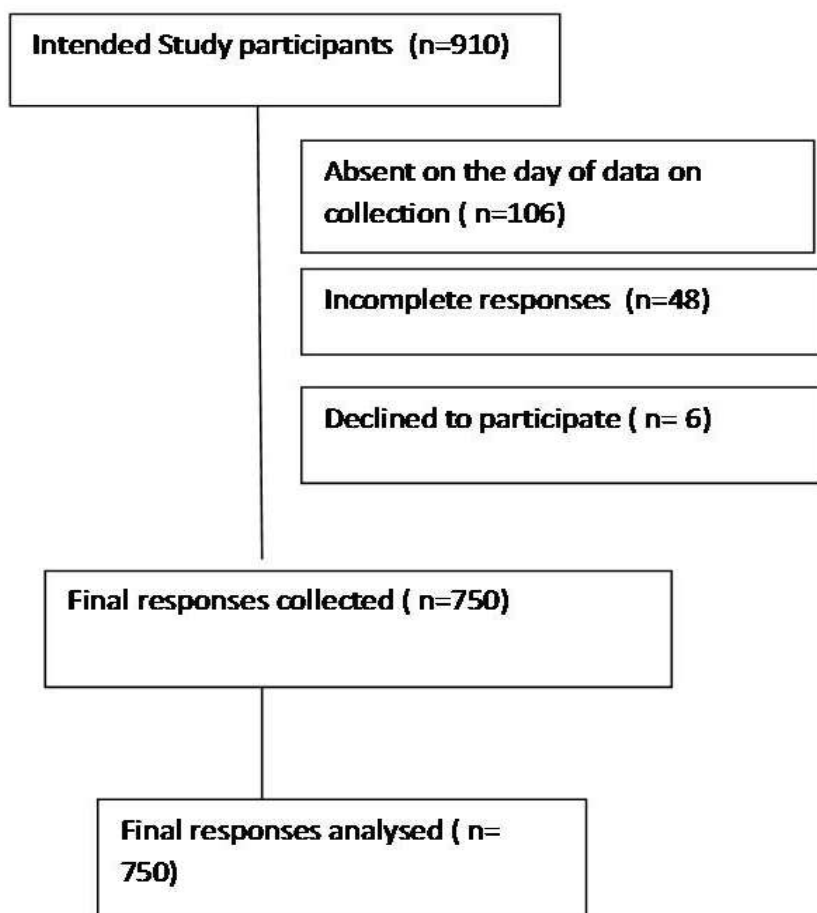 Intended Study participants (n=910)
Absent on the day of data on
collection ( n=106)
Incomplete responses (n=48)
Declined to participate ( n= 6)
Final responses collected ( n=750)
Final responses analysed ( n=
750)